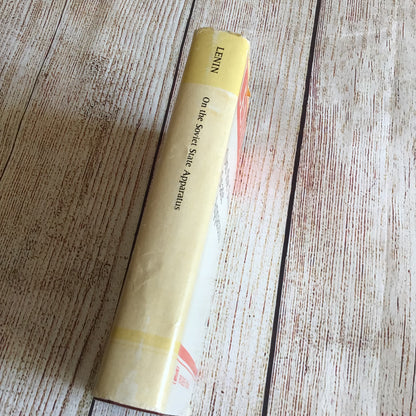 LENIN
On the Soviet State Apparatus